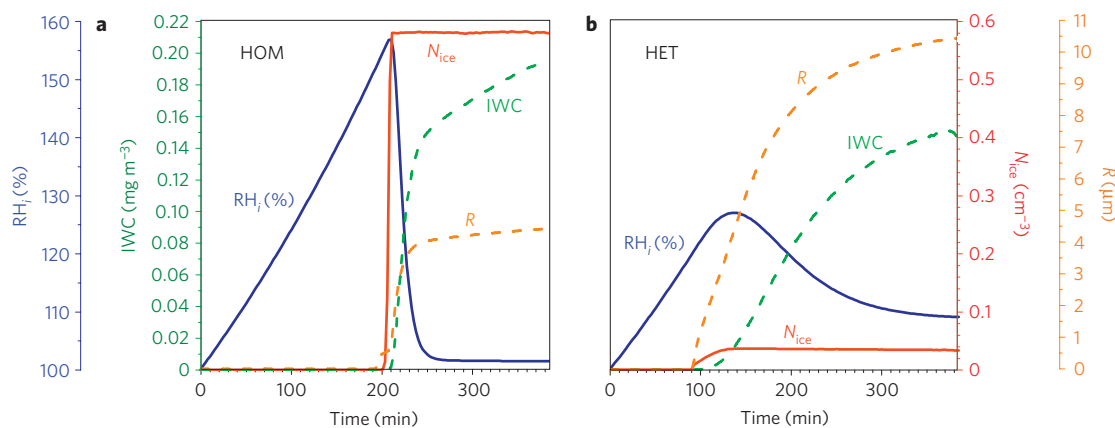 a
HOM
160
150
140
130
120
110
100
RHi (%)
0.22
0.20
0.18
0.16
0.14
0.12
0.10
0.08
0.06
0.04
0.02
0
IWC (mg m⁻³)
Nice
IWC
RHi (%)
R
0
100
200
300
Time (min)
b
HET
R
IWC
RHi (%)
Nice
0
100
200
300
Time (min)
0.6
0.5
0.4
0.3
0.2
0.1
0
Nice (cm⁻³)
11
10
9
8
7
6
5
4
3
2
1
0
R (μm)